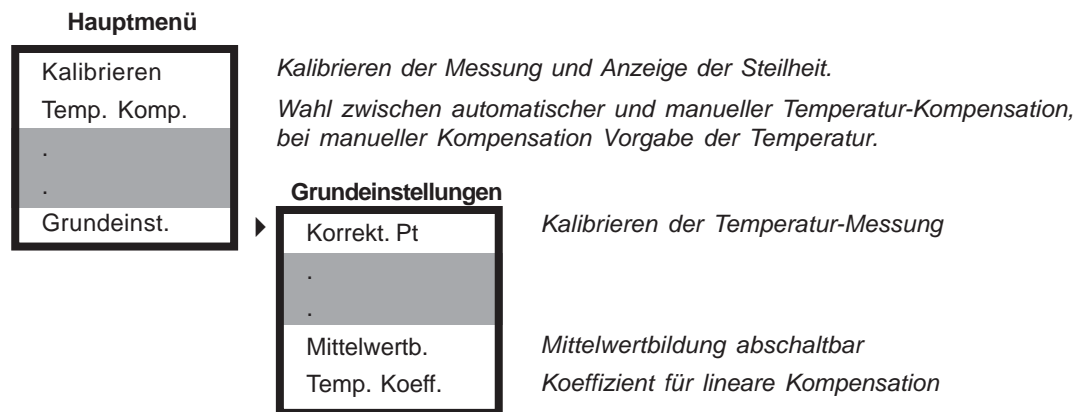 Hauptmenü
Kalibrieren
Kalibrieren der Messung und Anzeige der Steilheit.
Temp. Komp.
Wahl zwischen automatischer und manueller Temperatur-Kompensation,
bei manueller Kompensation Vorgabe der Temperatur.
.
.
Grundeinst.
Grundeinstellungen
Korrekt. Pt
Kalibrieren der Temperatur-Messung
.
.
Mittelwertb.
Mittelwertbildung abschaltbar
Temp. Koeff.
Koeffizient für lineare Kompensation